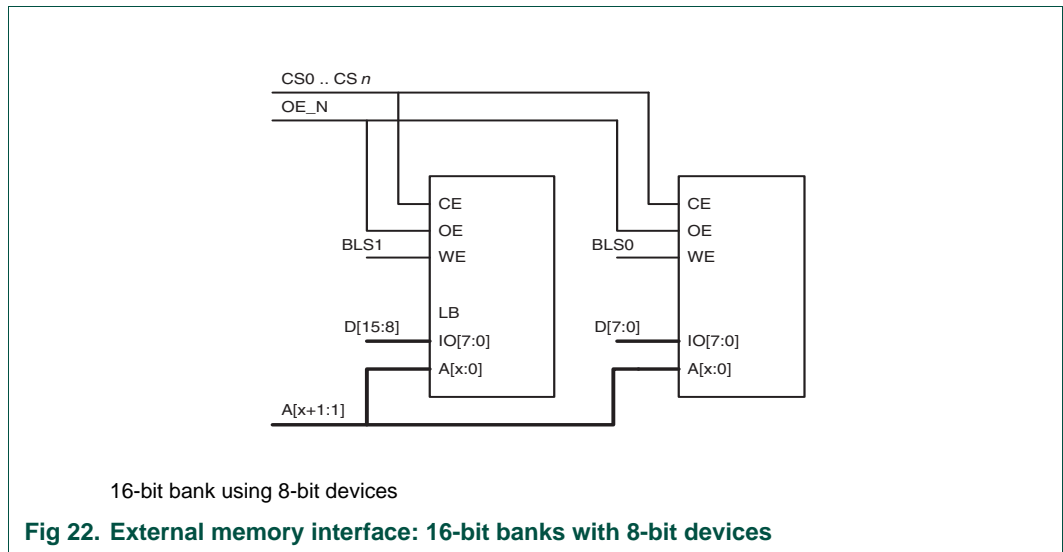 CS0 .. CS n
OE_N
CE
OE
BLS1
WE
LB
D[15:8]
IO[7:0]
A[x:0]
CE
OE
BLS0
WE
D[7:0]
IO[7:0]
A[x:0]
A[x+1:1]
16-bit bank using 8-bit devices
Fig 22. External memory interface: 16-bit banks with 8-bit devices